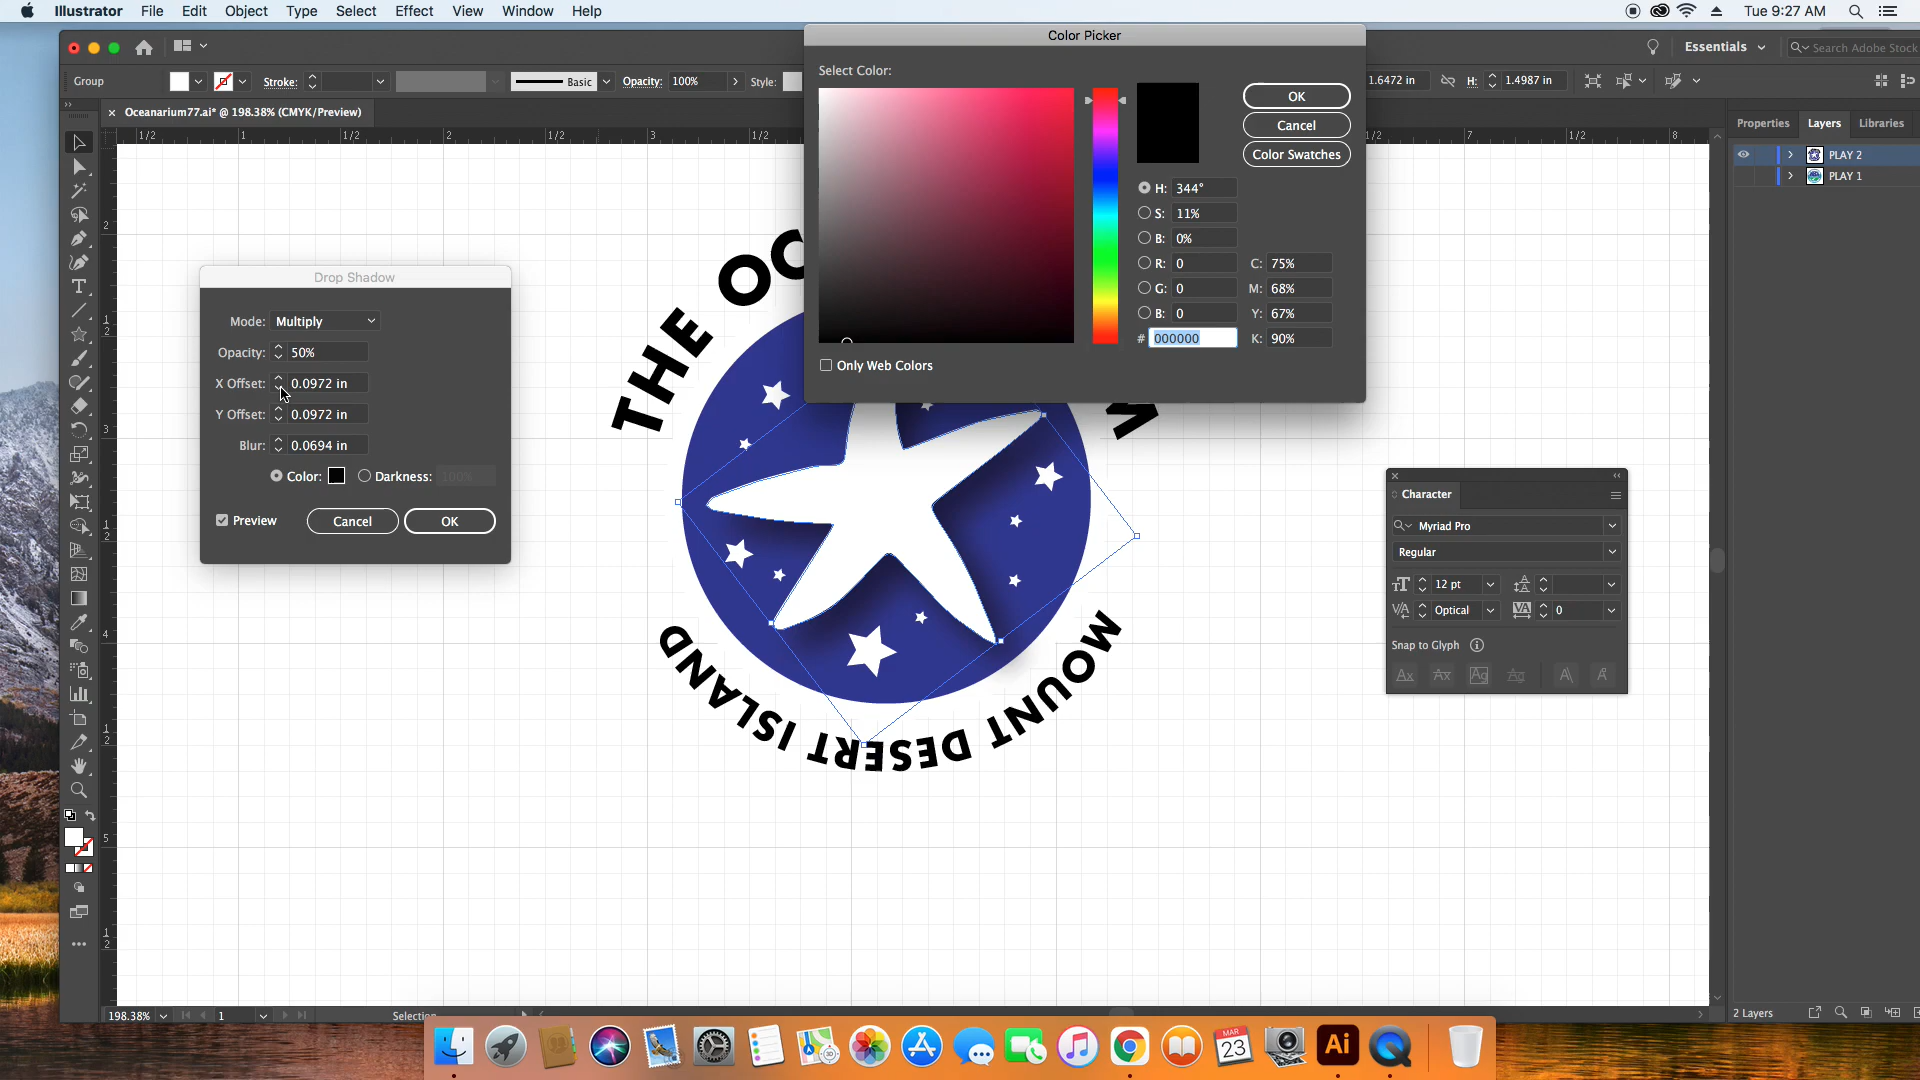 Illustrator File Edit Object Type Select Effect View Window Help
Tue 9:27 AM
Essentials
Search Adobe Stock
Group
Stroke:
Basic
Opacity: 100%
Style:
1.6472 in
H: 1.4987 in
Oceanarium77.ai* @ 198.38% (CMYK/Preview)
Properties Layers Libraries
PLAY 2
PLAY 1
Color Picker
Select Color:
OK
Cancel
Color Swatches
H: 344°
S: 11%
B: 0%
R: 0
C: 75%
G: 0
M: 68%
B: 0
Y: 67%
# 000000
K: 90%
Only Web Colors
Drop Shadow
Mode: Multiply
Opacity: 50%
X Offset: 0.0972 in
Y Offset: 0.0972 in
Blur: 0.0694 in
Color:
Darkness: 100%
Preview
Cancel
OK
THE OC
MOUNT DESERT ISLAND
Character
Myriad Pro
Regular
12 pt
Optical
0
Snap to Glyph
198.38%
1
Selection
2 Layers
MAR
23
Ai